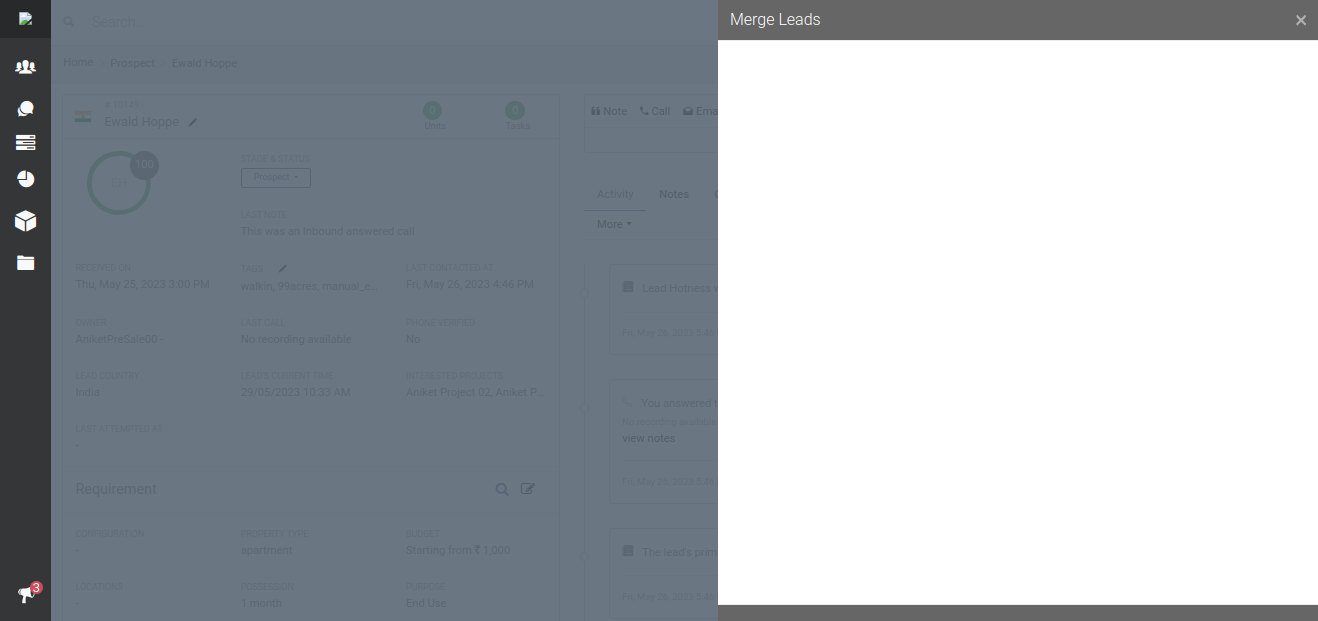 Search...
Merge Leads
×
Home
Prospect
Ewald Hoppe
Ewald Hoppe
0
Units
0
Tasks
Note
Call
Ema
100
EH
STAGE & STATUS
Prospect
LAST NOTE
This was an Inbound answered call
Activity
Notes
More
RECEIVED ON
Thu, May 25, 2023 3:00 PM
TAGS
walkin, 99acres, manual_e...
LAST CONTACTED AT
Fri, May 26, 2023 4:46 PM
OWNER
AniketPreSale00 -
LAST CALL
No recording available
PHONE VERIFIED
No
LEAD COUNTRY
India
LEADS CURRENT TIME
29/05/2023 10:33 AM
INTERESTED PROJECTS
Aniket Project 02, Aniket P...
LAST ATTEMPTED AT
-
Lead Hotness
Fri, May 26, 2023
You answered
No recording available
view notes
Fri, May 26, 2023
The lead's prim
Fri, May 26, 2023
Requirement
CONFIGURATION
-
PROPERTY TYPE
apartment
BUDGET
Starting from ₹ 1,000
LOCATIONS
-
POSSESSION
1 month
PURPOSE
End Use
3